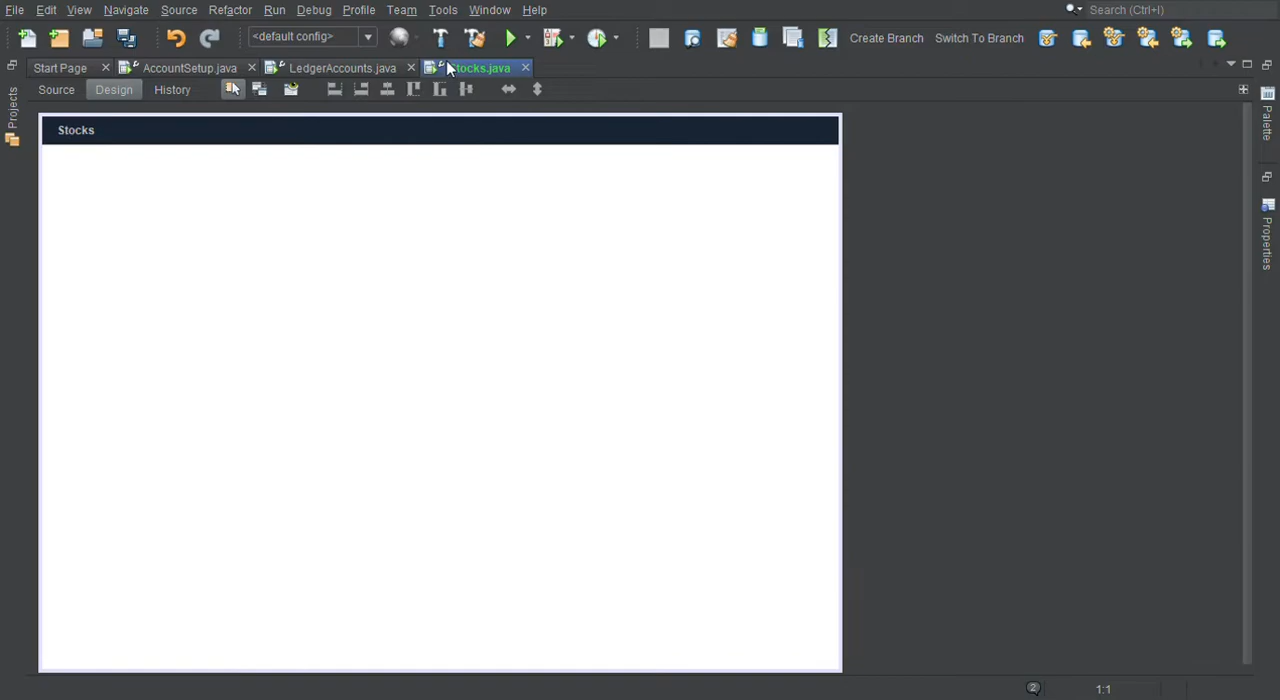 File Edit View Navigate Source Refactor Run Debug Profile Team Tools Window Help Search (Ctrl+I)
<default config> Create Branch Switch To Branch
Start Page AccountSetup.java LedgerAccounts.java Stocks.java
Source Design History
Projects
Palette
Stocks
Properties
2 1:1